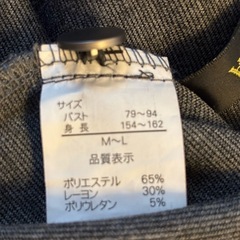 サイズ
バスト 79～94
身長 154～162
M～L
品質表示
ポリエステル 65%
レーヨン 30%
ポリウレタン 5%